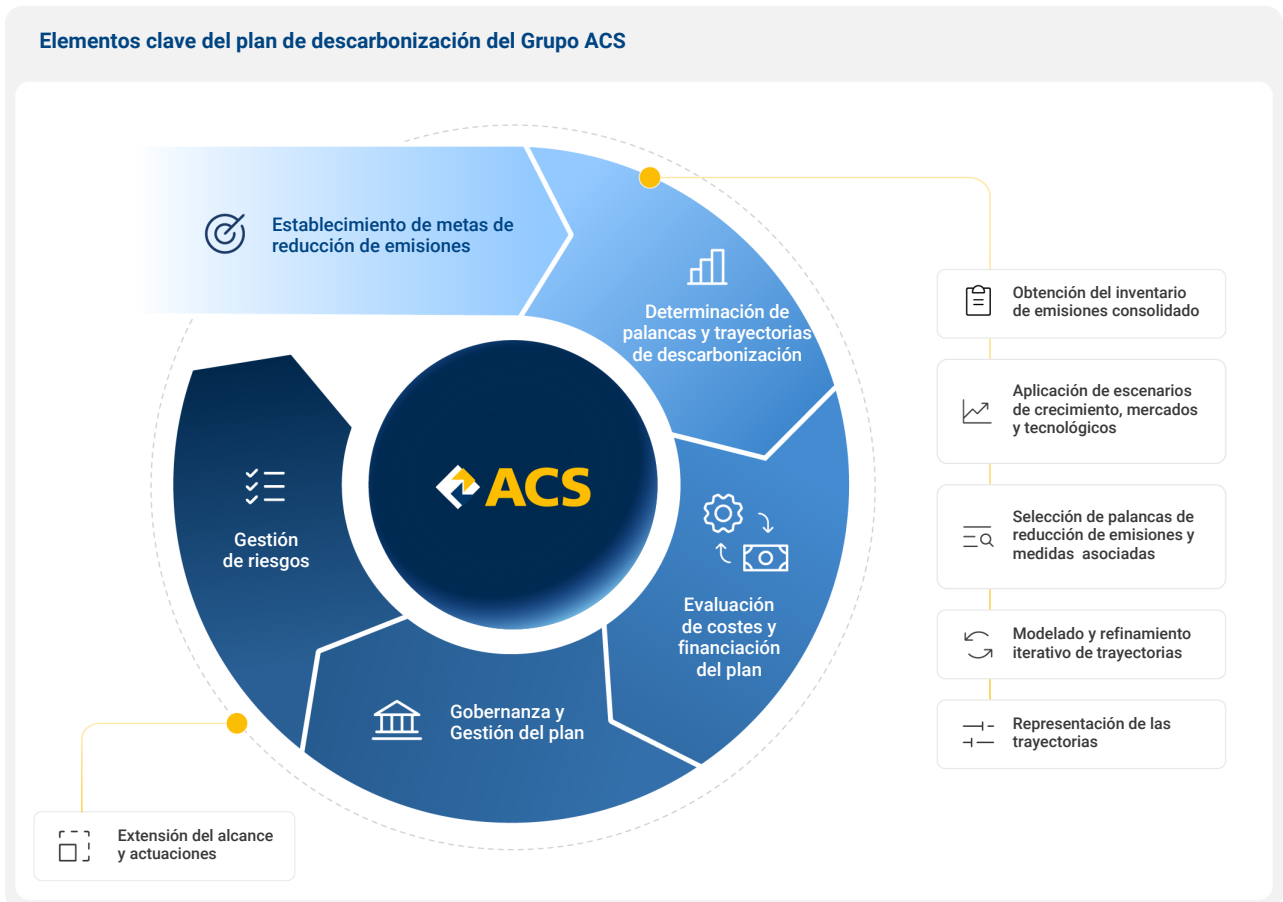 Elementos clave del plan de descarbonización del Grupo ACS
Establecimiento de metas de
reducción de emisiones
Determinación de
palancas y trayectorias
de descarbonización
Evaluación
de costes y
financiación
del plan
Gobernanza y
Gestión del plan
Gestión
de riesgos
ACS
Obtención del inventario
de emisiones consolidado
Aplicación de escenarios
de crecimiento, mercados
y tecnológicos
Selección de palancas de
reducción de emisiones y
medidas asociadas
Modelado y refinamiento
iterativo de trayectorias
Representación de las
trayectorias
Extensión del alcance
y actuaciones